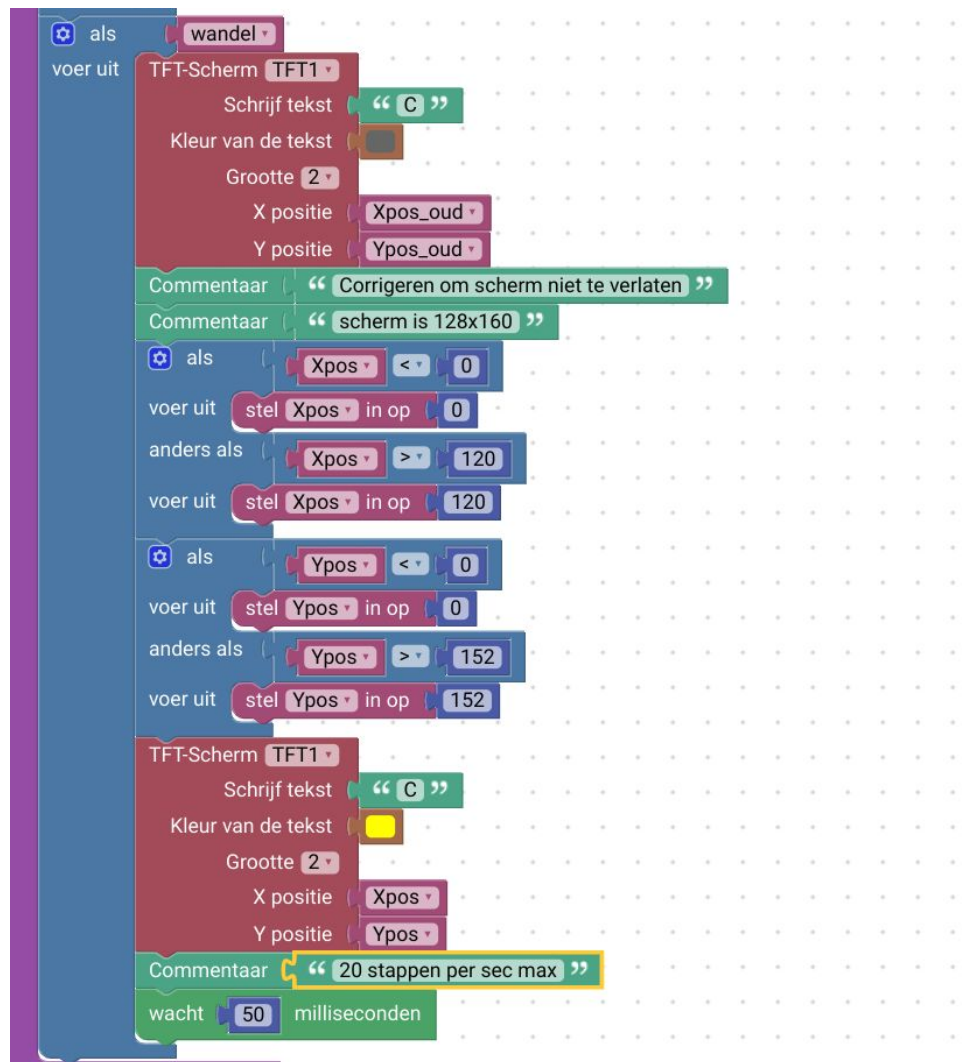 als wandel
voer uit TFT-Scherm TFT1
Schrijf tekst “ C ”
Kleur van de tekst
Grootte 2
X positie Xpos_oud
Y positie Ypos_oud
Commentaar “ Corrigeren om scherm niet te verlaten ”
Commentaar “ scherm is 128x160 ”
als Xpos < 0
voer uit stel Xpos in op 0
anders als Xpos > 120
voer uit stel Xpos in op 120
als Ypos < 0
voer uit stel Ypos in op 0
anders als Ypos > 152
voer uit stel Ypos in op 152
TFT-Scherm TFT1
Schrijf tekst “ C ”
Kleur van de tekst
Grootte 2
X positie Xpos
Y positie Ypos
Commentaar “ 20 stappen per sec max ”
wacht 50 milliseconden